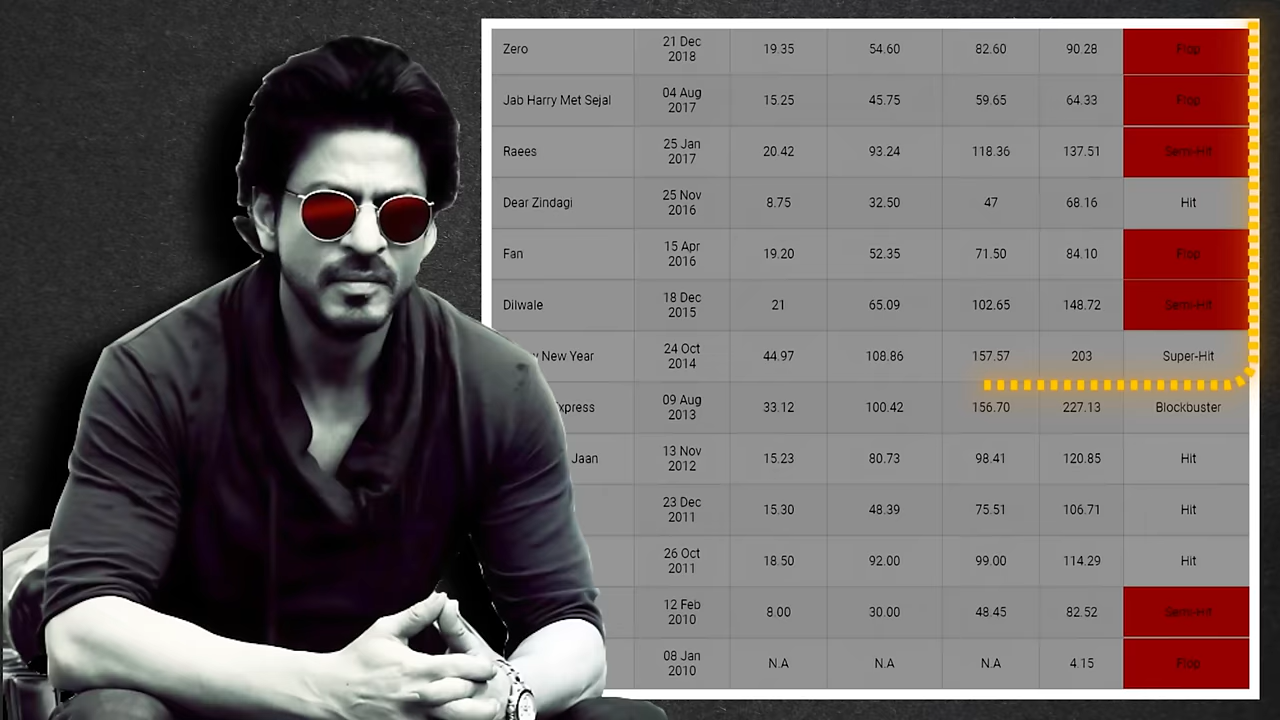 Zero 21 Dec 2018 19.35 54.60 82.60 90.28 Flop
Jab Harry Met Sejal 04 Aug 2017 15.25 45.75 59.65 64.33 Flop
Raees 25 Jan 2017 20.42 93.24 118.36 137.51 Semi-Hit
Dear Zindagi 25 Nov 2016 8.75 32.50 47 68.16 Hit
Fan 15 Apr 2016 19.20 52.35 71.50 84.10 Flop
Dilwale 18 Dec 2015 21 65.09 102.65 148.72 Semi-Hit
New Year 24 Oct 2014 44.97 108.86 157.57 203 Super-Hit
xpress 09 Aug 2013 33.12 100.42 156.70 227.13 Blockbuster
Jaan 13 Nov 2012 15.23 80.73 98.41 120.85 Hit
23 Dec 2011 15.30 48.39 75.51 106.71 Hit
26 Oct 2011 18.50 92.00 99.00 114.29 Hit
12 Feb 2010 8.00 30.00 48.45 82.52 Semi-Hit
08 Jan 2010 N.A N.A N.A 4.15 Flop